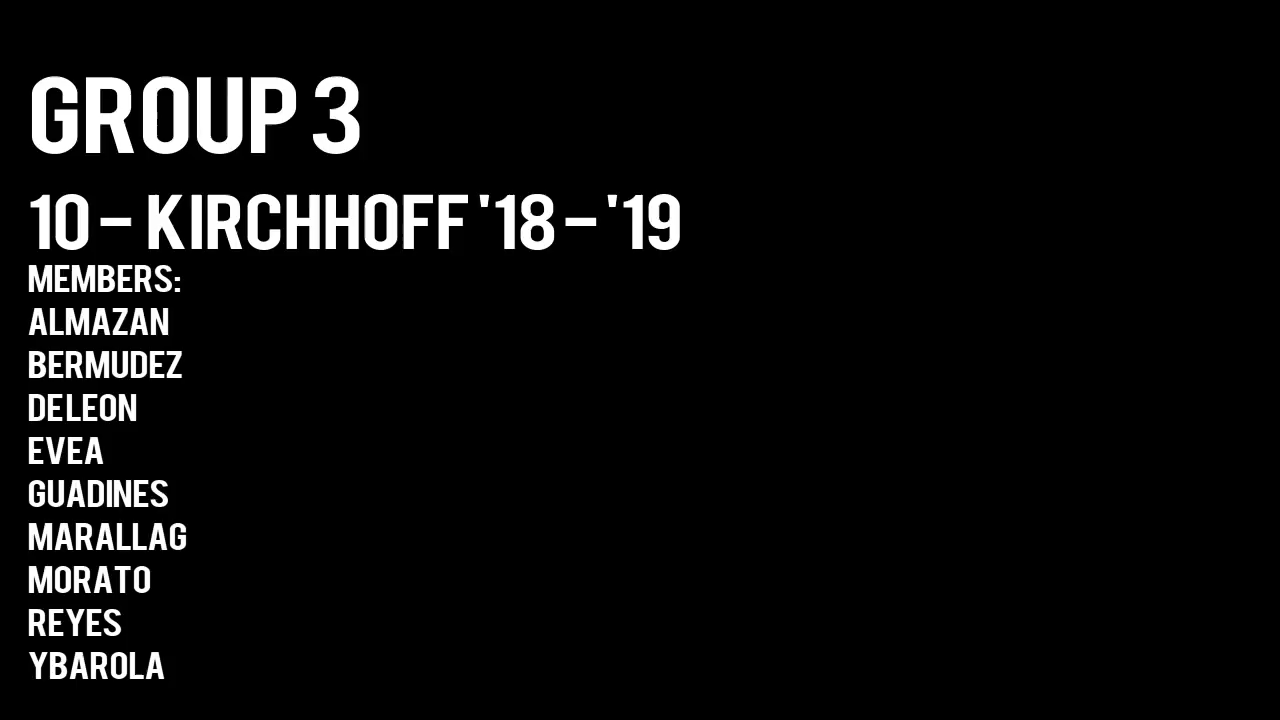 GROUP 3
10 - KIRCHHOFF '18 - '19
MEMBERS:
ALMAZAN
BERMUDEZ
DELEON
EVEA
GUADINES
MARALLAG
MORATO
REYES
YBAROLA